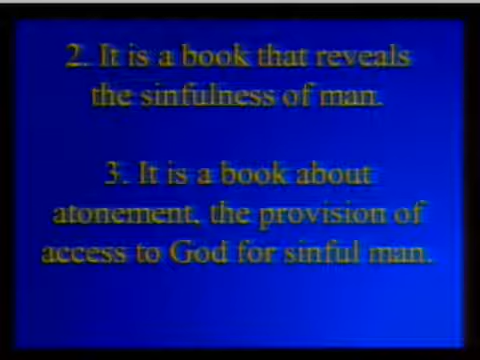 2. It is a book that reveals
the sinfulness of man.
3. It is a book about
atonement, the provision of
access to God for sinful man.